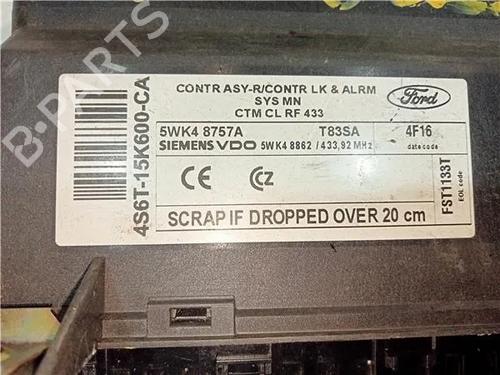 CONTR ASY-R/CONTR LK & ALRM
SYS MN
CTM CL RF 433
Ford
5WK4 8757A T83SA 4F16
SIEMENS VDO 5WK4 8862 / 433,92 MHz date code
CE CZ
SCRAP IF DROPPED OVER 20 cm
4S6T-15K600-CA
FST1133T
EOL code